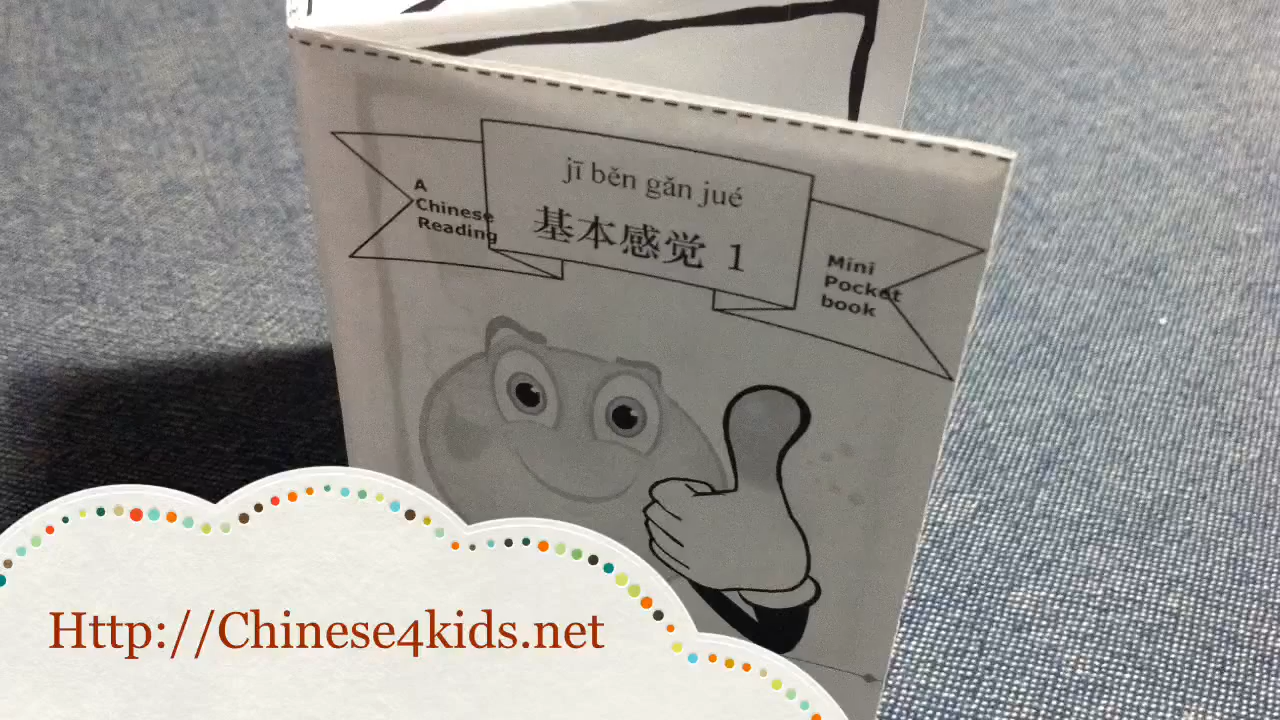 A
Chinese
Reading
jī běn gǎn jué
基本感觉 1
Mini
Pocket
book
Http://Chinese4kids.net